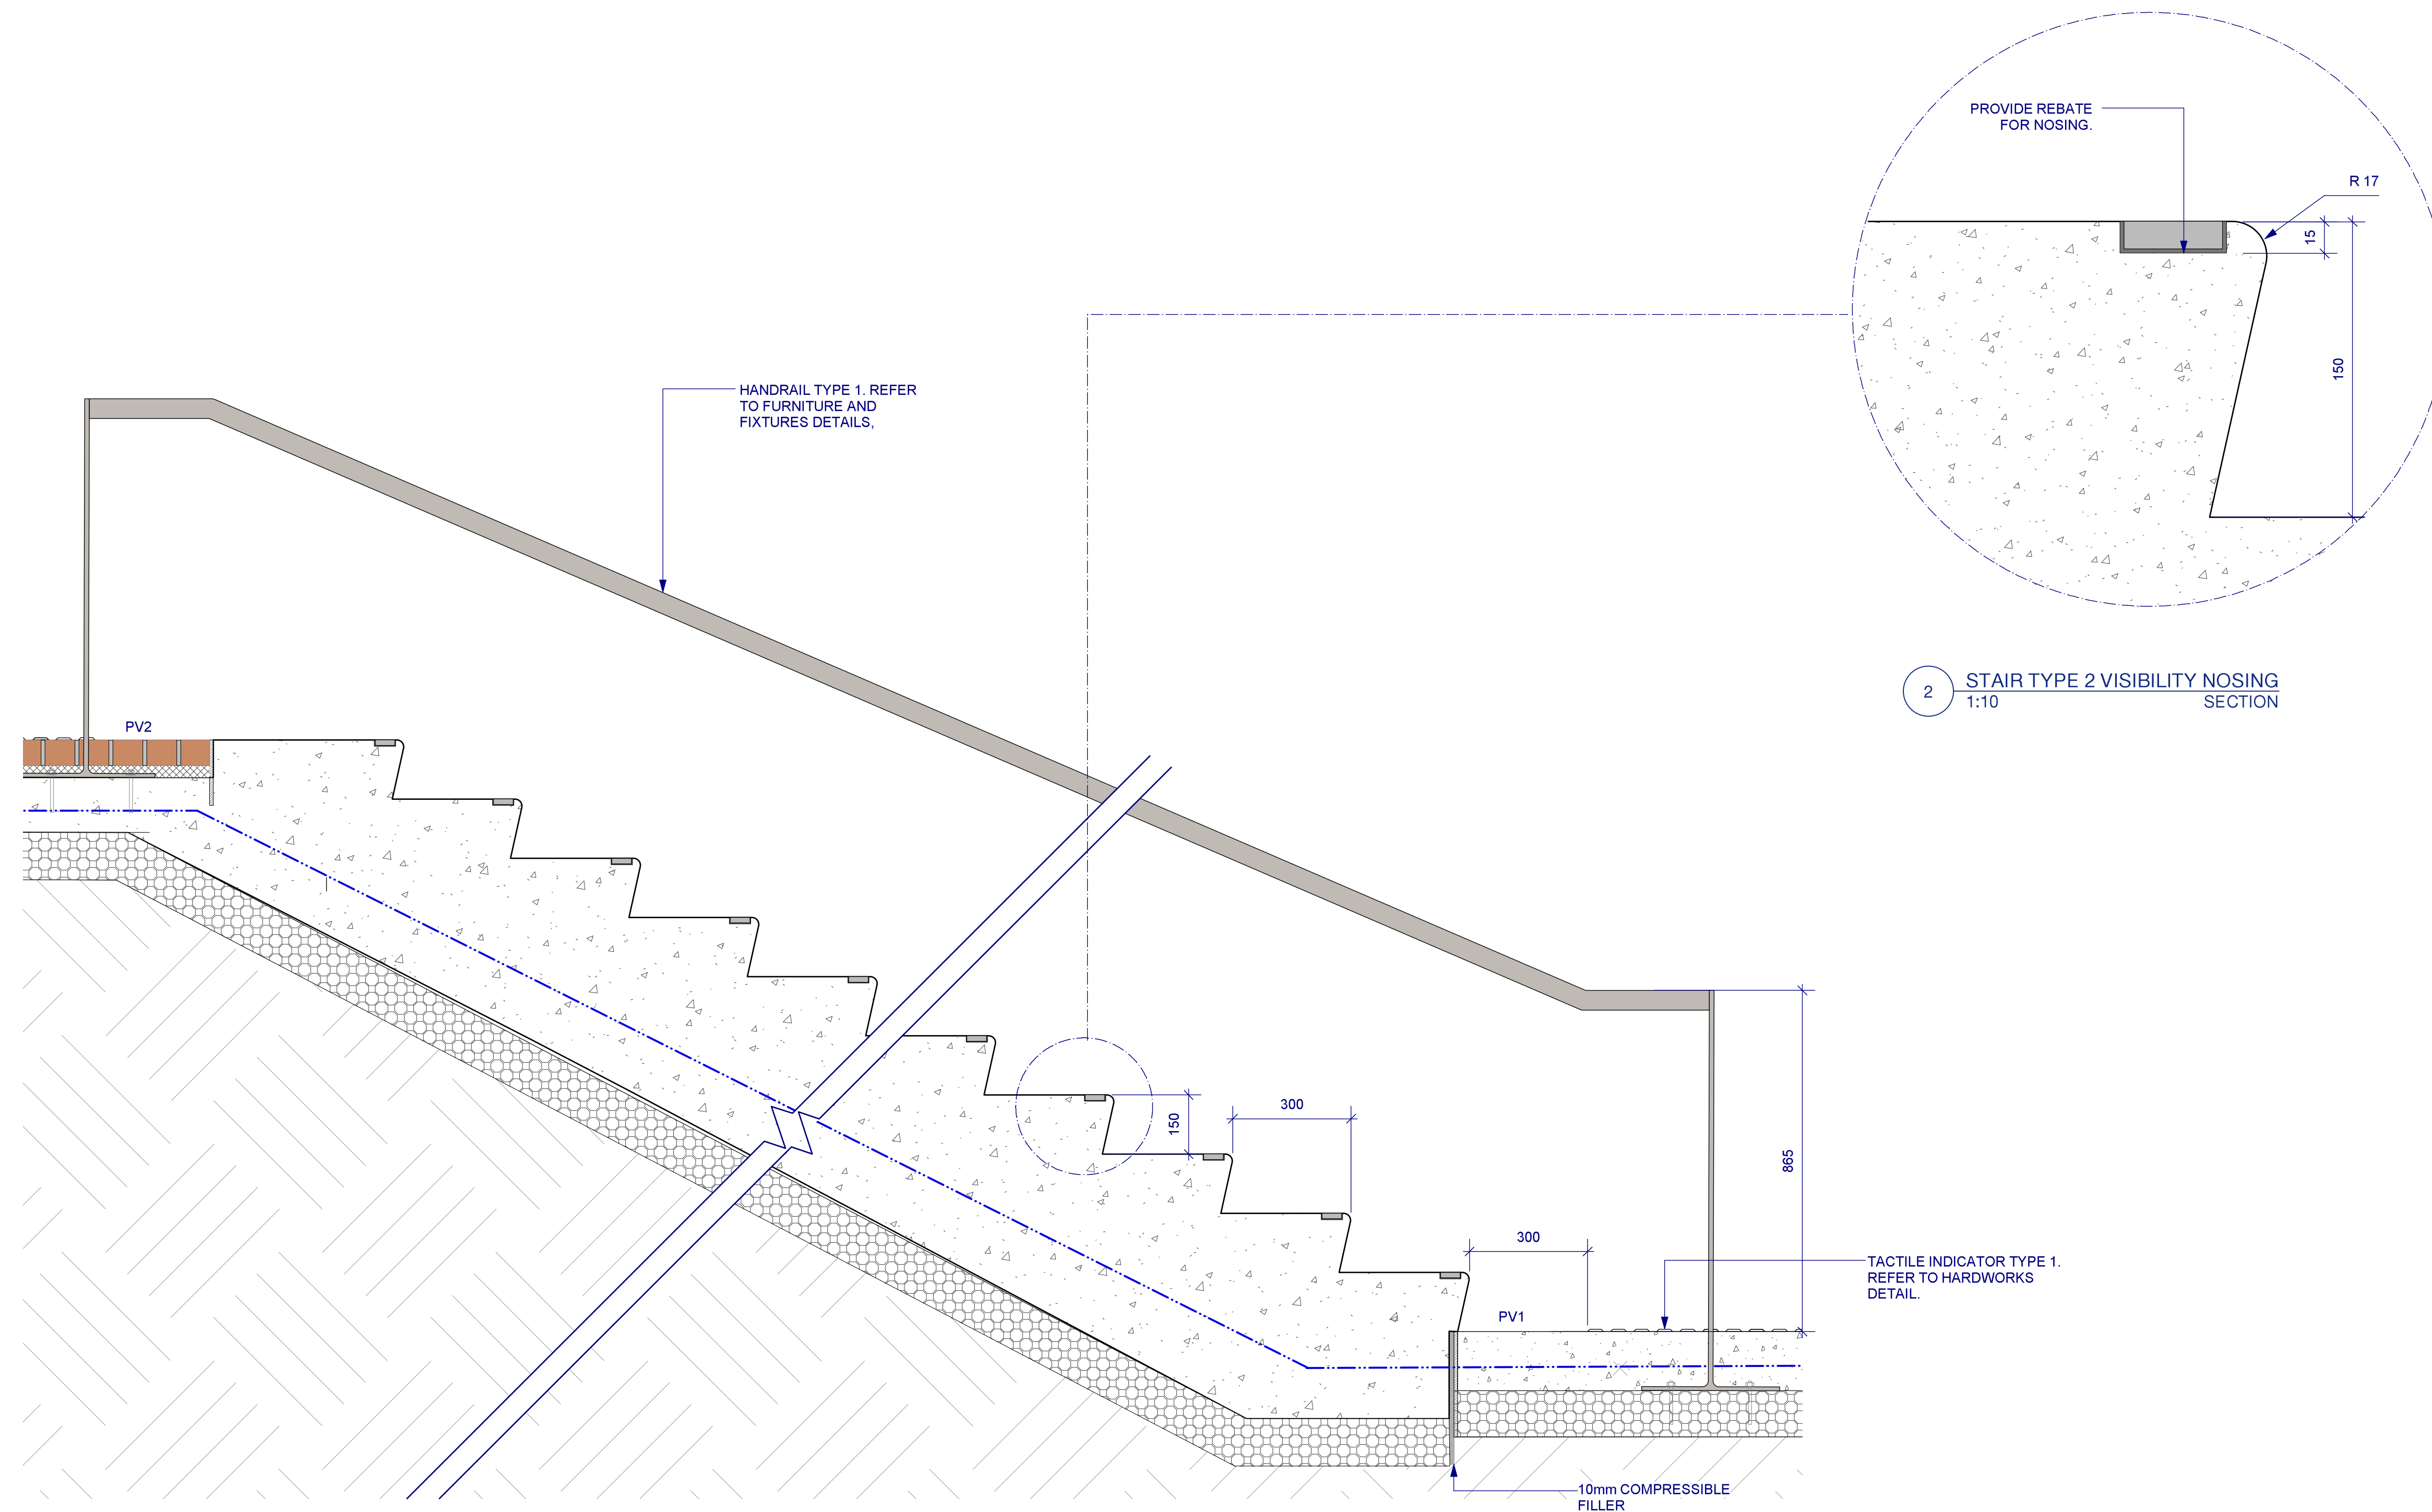 PROVIDE REBATE
FOR NOSING.
R 17
15
150
HANDRAIL TYPE 1. REFER
TO FURNITURE AND
FIXTURES DETAILS,
2
STAIR TYPE 2 VISIBILITY NOSING
1:10 SECTION
PV2
150
300
865
300
TACTILE INDICATOR TYPE 1.
REFER TO HARDWORKS
DETAIL.
PV1
10mm COMPRESSIBLE
FILLER